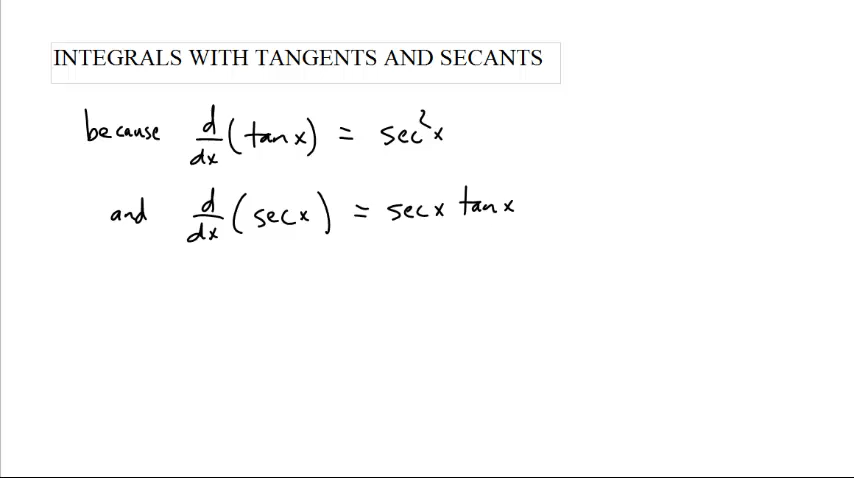 INTEGRALS WITH TANGENTS AND SECANTS
because d/dx (tan x) = sec²x
and d/dx (sec x) = sec x tan x